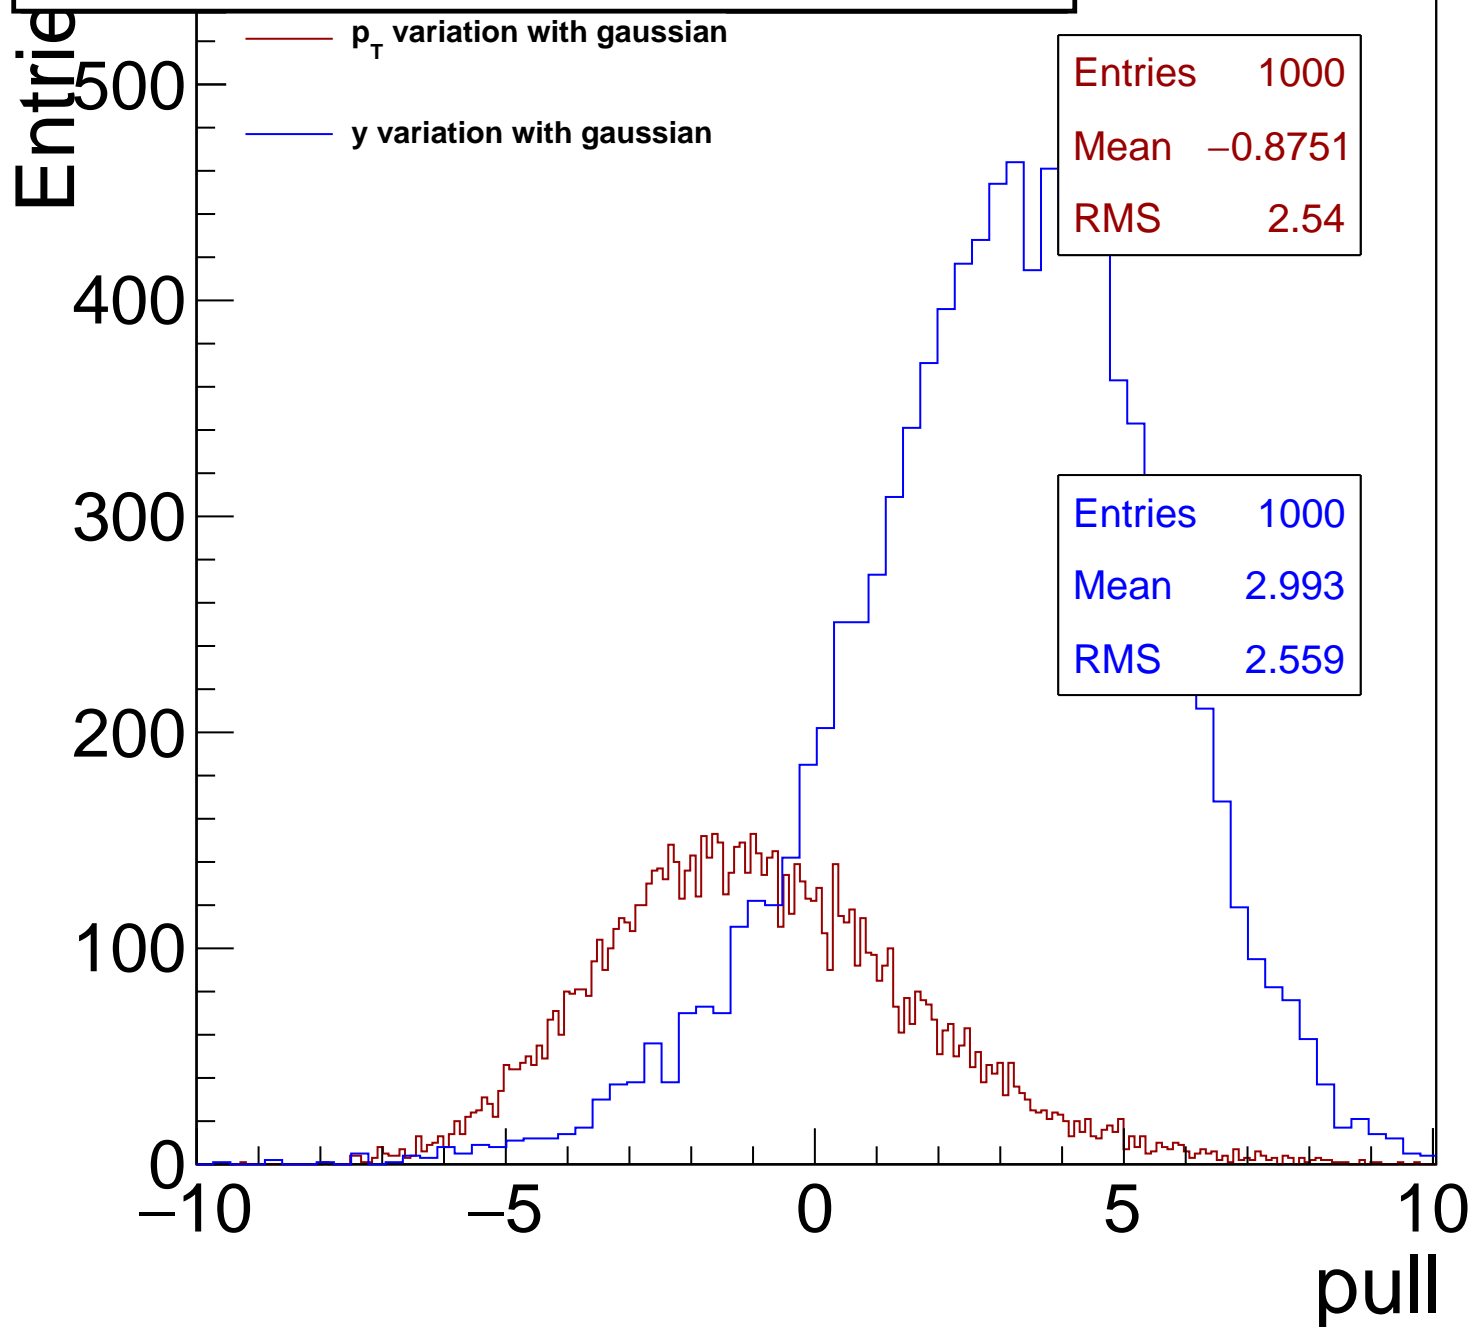 p_T variation with gaussian
y variation with gaussian
Entries 1000
Mean −0.8751
RMS 2.54
Entries 1000
Mean 2.993
RMS 2.559
Entrie
500
400
300
200
100
0
−10 −5 0 5 10
pull